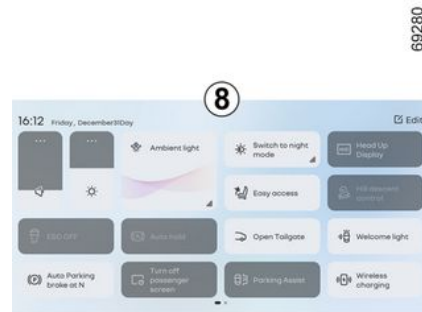 69280
8
16:12 Friday, December31Day
Edit
Ambient light
Switch to night
mode
Head Up
Display
Easy access
Hill descent
control
ESC OFF
Auto hold
Open Tailgate
Welcome light
Auto Parking
brake at N
Turn off
passenger
screen
Parking Assist
Wireless
charging